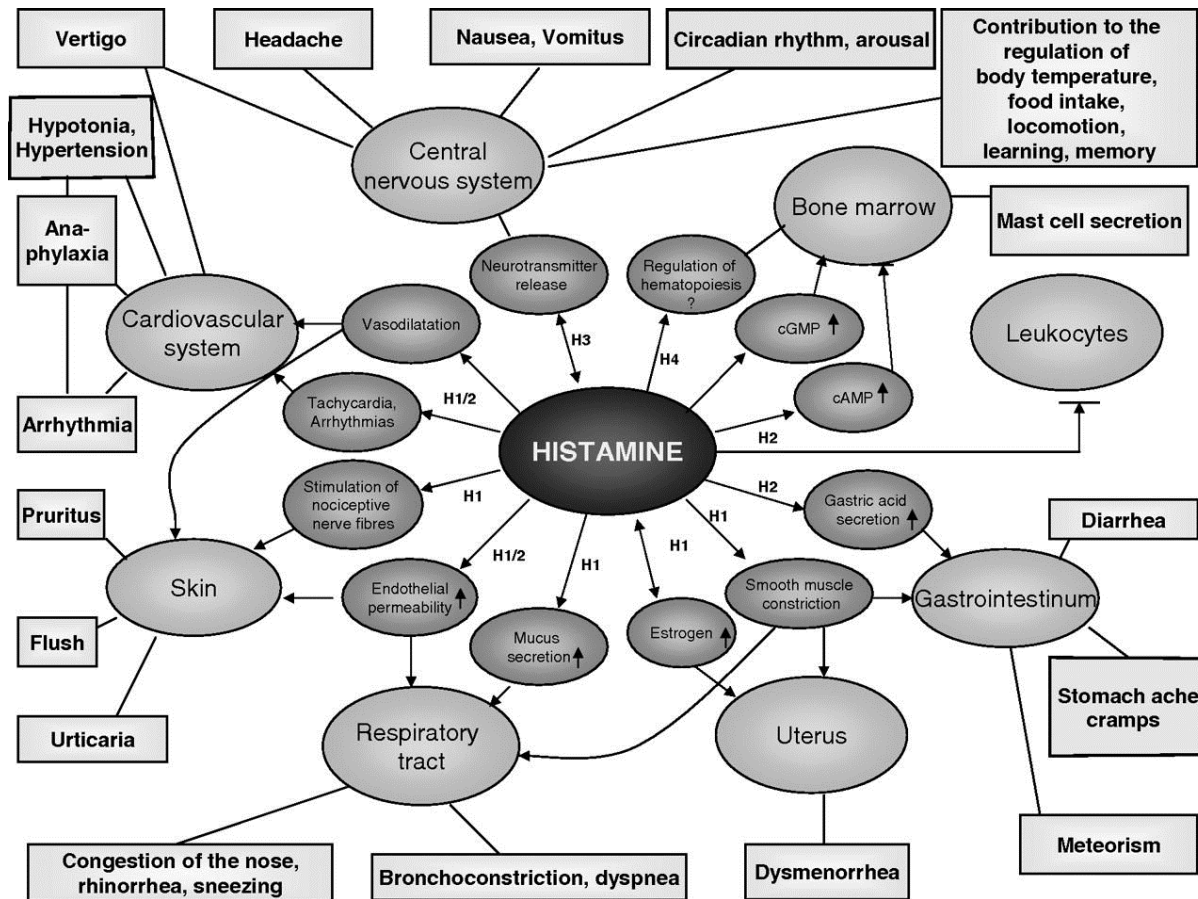 Vertigo
Headache
Nausea, Vomitus
Circadian rhythm, arousal
Contribution to the
regulation of
body temperature,
food intake,
locomotion,
learning, memory
Hypotonia,
Hypertension
Central
nervous system
Bone marrow
Mast cell secretion
Ana-
phylaxia
Neurotransmitter
release
Regulation of
hematopoiesis
?
Cardiovascular
system
Vasodilatation
cGMP
Leukocytes
H3
H4
Arrhythmia
Tachycardia,
Arrhythmias
H1/2
cAMP
H2
HISTAMINE
Pruritus
Stimulation of
nociceptive
nerve fibres
H1
H2
Gastric acid
secretion
Diarrhea
H1
H1/2
H1
H1
Skin
Endothelial
permeability
Smooth muscle
constriction
Gastrointestinum
Flush
Mucus
secretion
Estrogen
Stomach ache
cramps
Urticaria
Respiratory
tract
Uterus
Meteorism
Congestion of the nose,
rhinorrhea, sneezing
Bronchoconstriction, dyspnea
Dysmenorrhea